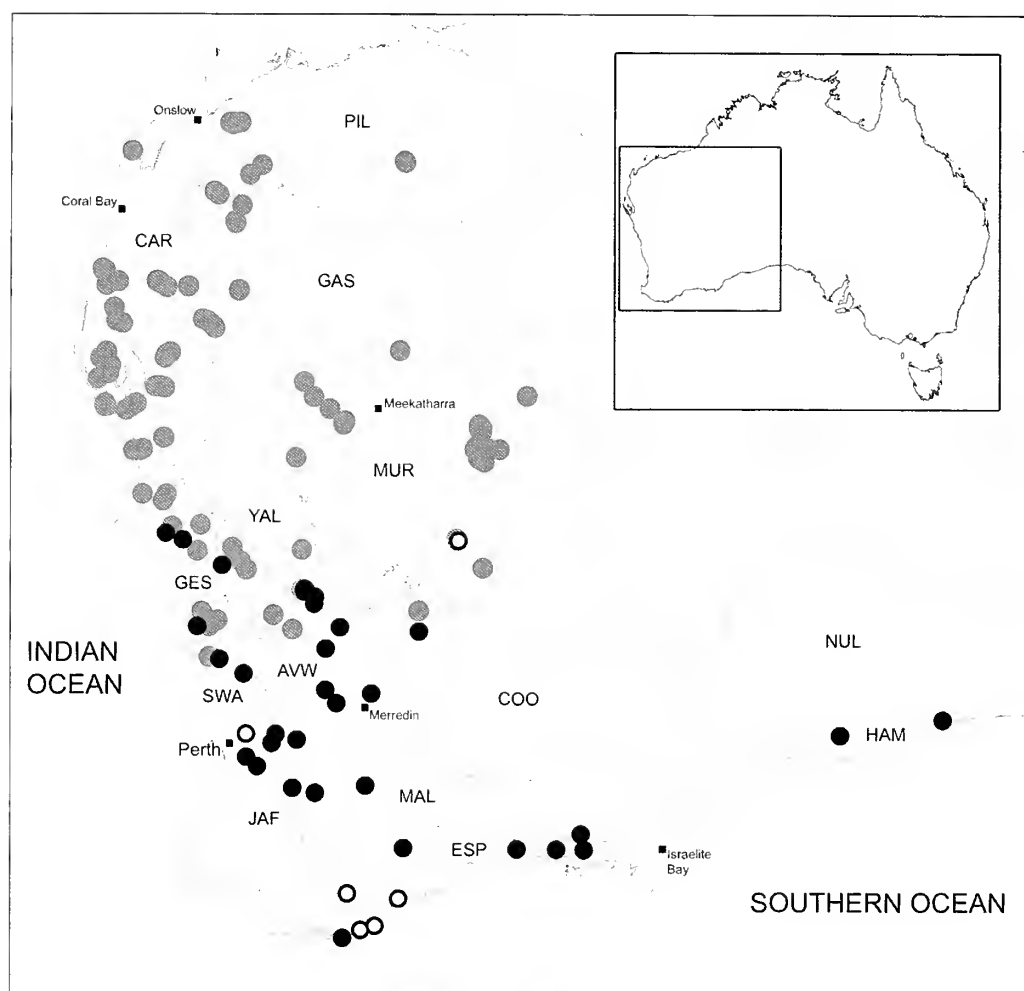 Onslow
PIL
Coral Bay
CAR
GAS
Meekatharra
MUR
YAL
GES
INDIAN
OCEAN
NUL
AVW
SWA
COO
Merredin
HAM
Perth
MAL
JAF
ESP
Israelite
Bay
SOUTHERN OCEAN